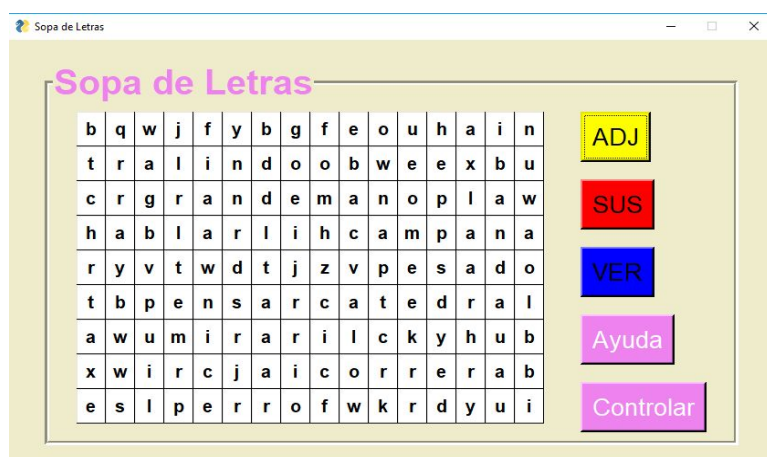 Sopa de Letras
Sopa de Letras
b q w j f y b g f e o u h a i n
t r a l i n d o o b w e e x b u
c r g r a n d e m a n o p l a w
h a b l a r l i h c a m p a n a
r y v t w d t j z v p e s a d o
t b p e n s a r c a t e d r a l
a w u m i r a r i l c k y h u b
x w i r c j a i c o r r e r a b
e s l p e r r o f w k r d y u i
ADJ
SUS
VER
Ayuda
Controlar